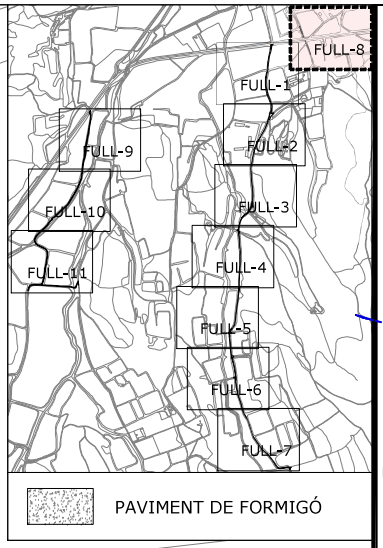 FULL-8
FULL-1
FULL-2
FULL-9
FULL-3
FULL-10
FULL-4
FULL-11
FULL-5
FULL-6
FULL-7
PAVIMENT DE FORMIGÓ